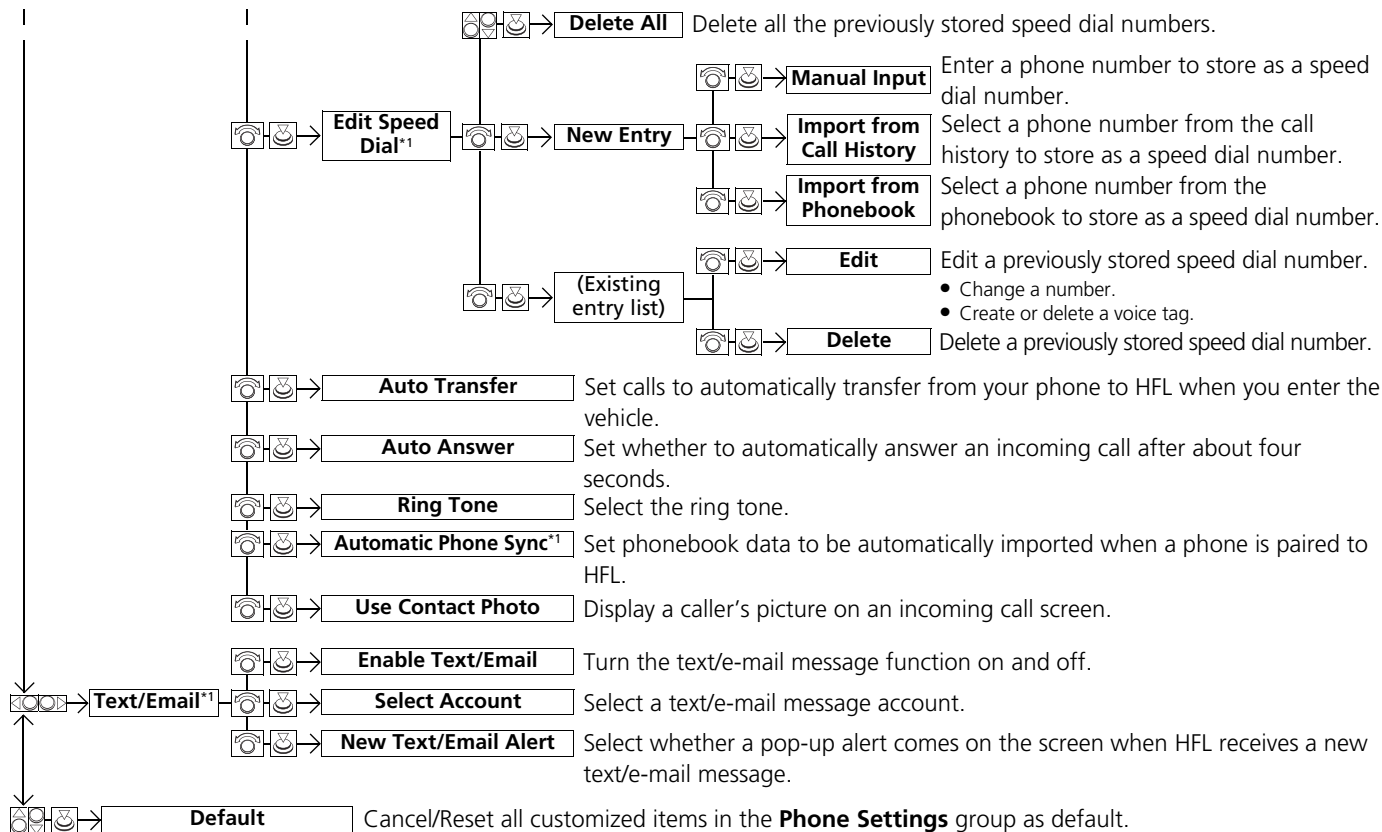 Delete All Delete all the previously stored speed dial numbers.
Manual Input Enter a phone number to store as a speed
dial number.
Edit Speed
Dial*1
New Entry
Import from
Call History
Select a phone number from the call
history to store as a speed dial number.
Import from
Phonebook
Select a phone number from the
phonebook to store as a speed dial number.
(Existing
entry list)
Edit Edit a previously stored speed dial number.
● Change a number.
● Create or delete a voice tag.
Delete Delete a previously stored speed dial number.
Auto Transfer Set calls to automatically transfer from your phone to HFL when you enter the
vehicle.
Auto Answer Set whether to automatically answer an incoming call after about four
seconds.
Ring Tone Select the ring tone.
Automatic Phone Sync*1 Set phonebook data to be automatically imported when a phone is paired to
HFL.
Use Contact Photo Display a caller's picture on an incoming call screen.
Text/Email*1
Enable Text/Email Turn the text/e-mail message function on and off.
Select Account Select a text/e-mail message account.
New Text/Email Alert Select whether a pop-up alert comes on the screen when HFL receives a new
text/e-mail message.
Default Cancel/Reset all customized items in the Phone Settings group as default.